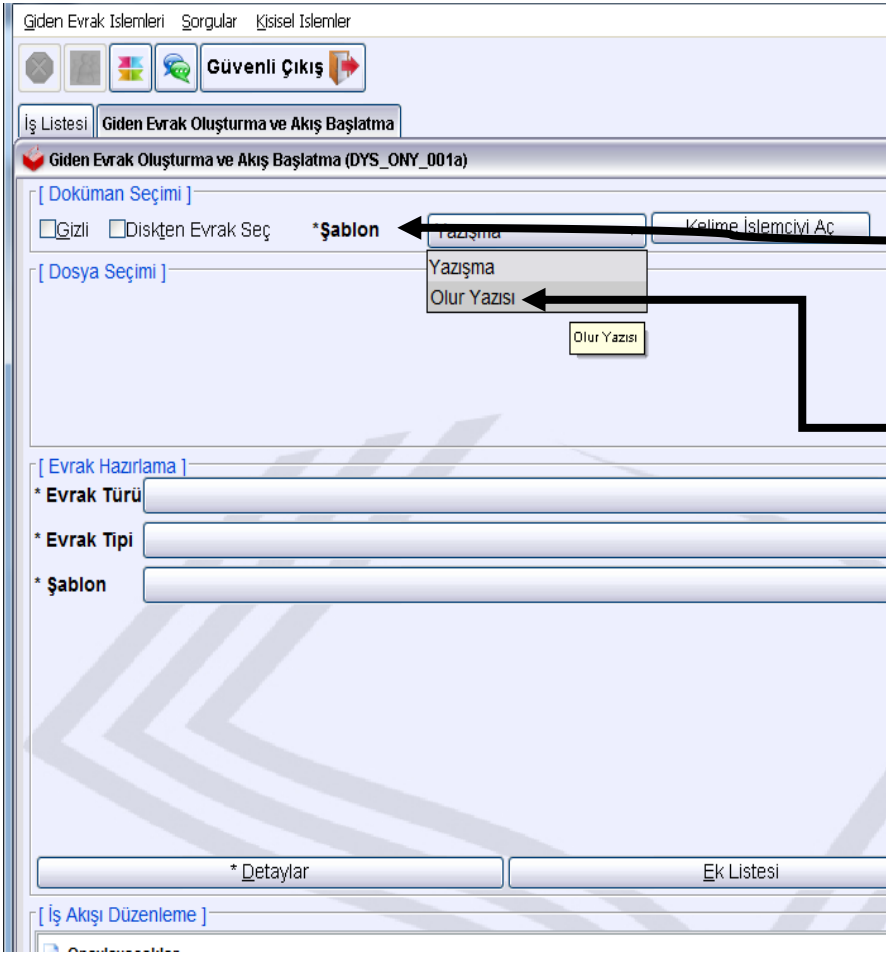 Giden Evrak Islemleri Sorgular Kisisel Islemler
Güvenli Çıkış
İş Listesi Giden Evrak Oluşturma ve Akış Başlatma
Giden Evrak Oluşturma ve Akış Başlatma (DYS_ONY_001a)
[ Doküman Seçimi ]
Gizli Diskten Evrak Seç *Şablon Yazışma Kelime İşlemciyi Aç
[ Dosya Seçimi ]
Yazışma
Olur Yazısı
Olur Yazısı
[ Evrak Hazırlama ]
* Evrak Türü
* Evrak Tipi
* Şablon
* Detaylar Ek Listesi
[ İş Akışı Düzenleme ]